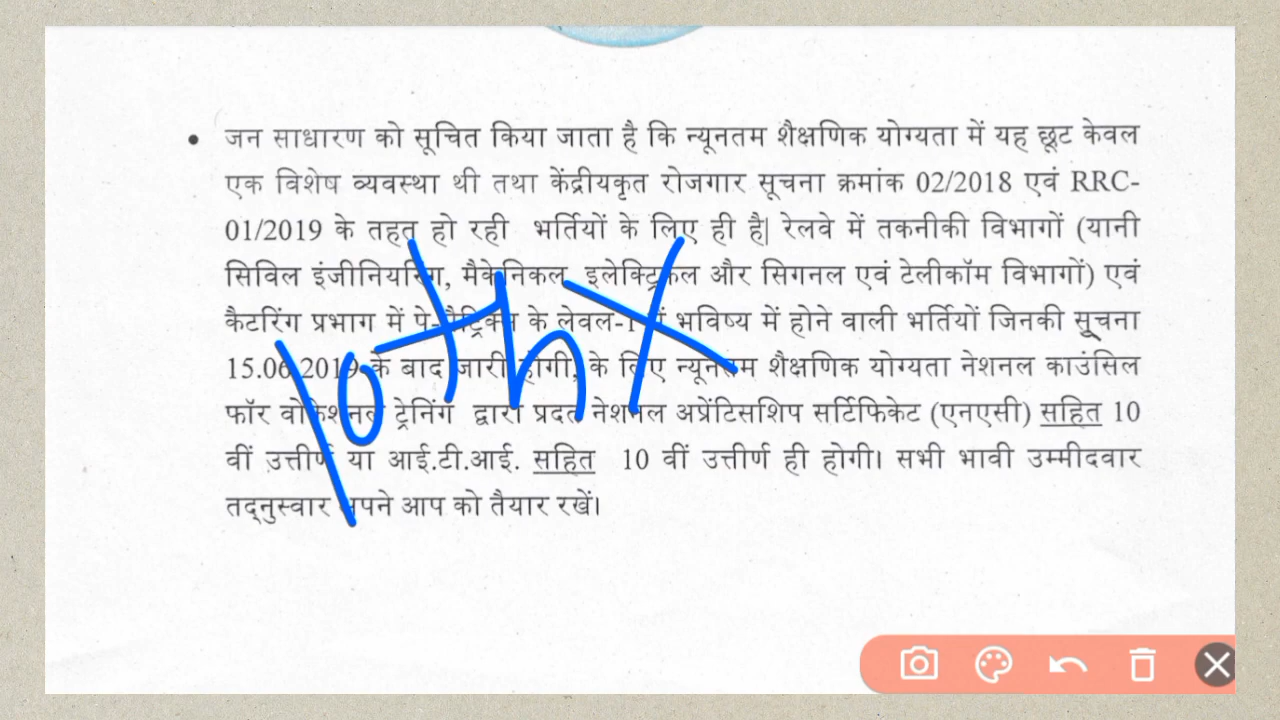 • जन साधारण को सूचित किया जाता है कि न्यूनतम शैक्षणिक योग्यता में यह छूट केवल
एक विशेष व्यवस्था थी तथा केंद्रीयकृत रोजगार सूचना क्रमांक 02/2018 एवं RRC-
01/2019 के तहत हो रही भर्तियों के लिए ही है| रेलवे में तकनीकी विभागों (यानी
सिविल इंजीनियरिंग, मैकेनिकल, इलेक्ट्रिकल और सिगनल एवं टेलीकॉम विभागों) एवं
कैटरिंग प्रभाग में पे-मैट्रिक्स के लेवल-1 में भविष्य में होने वाली भर्तियों जिनकी सूचना
15.06.2019 के बाद जारी होगी, के लिए न्यूनतम शैक्षणिक योग्यता नेशनल काउंसिल
फॉर वोकेशनल ट्रेनिंग द्वारा प्रदत नेशनल अप्रेंटिसशिप सर्टिफिकेट (एनएसी) सहित 10
वीं उत्तीर्ण या आई.टी.आई. सहित 10 वीं उत्तीर्ण ही होगी। सभी भावी उम्मीदवार
तद्नुस्वार अपने आप को तैयार रखें।
10th X